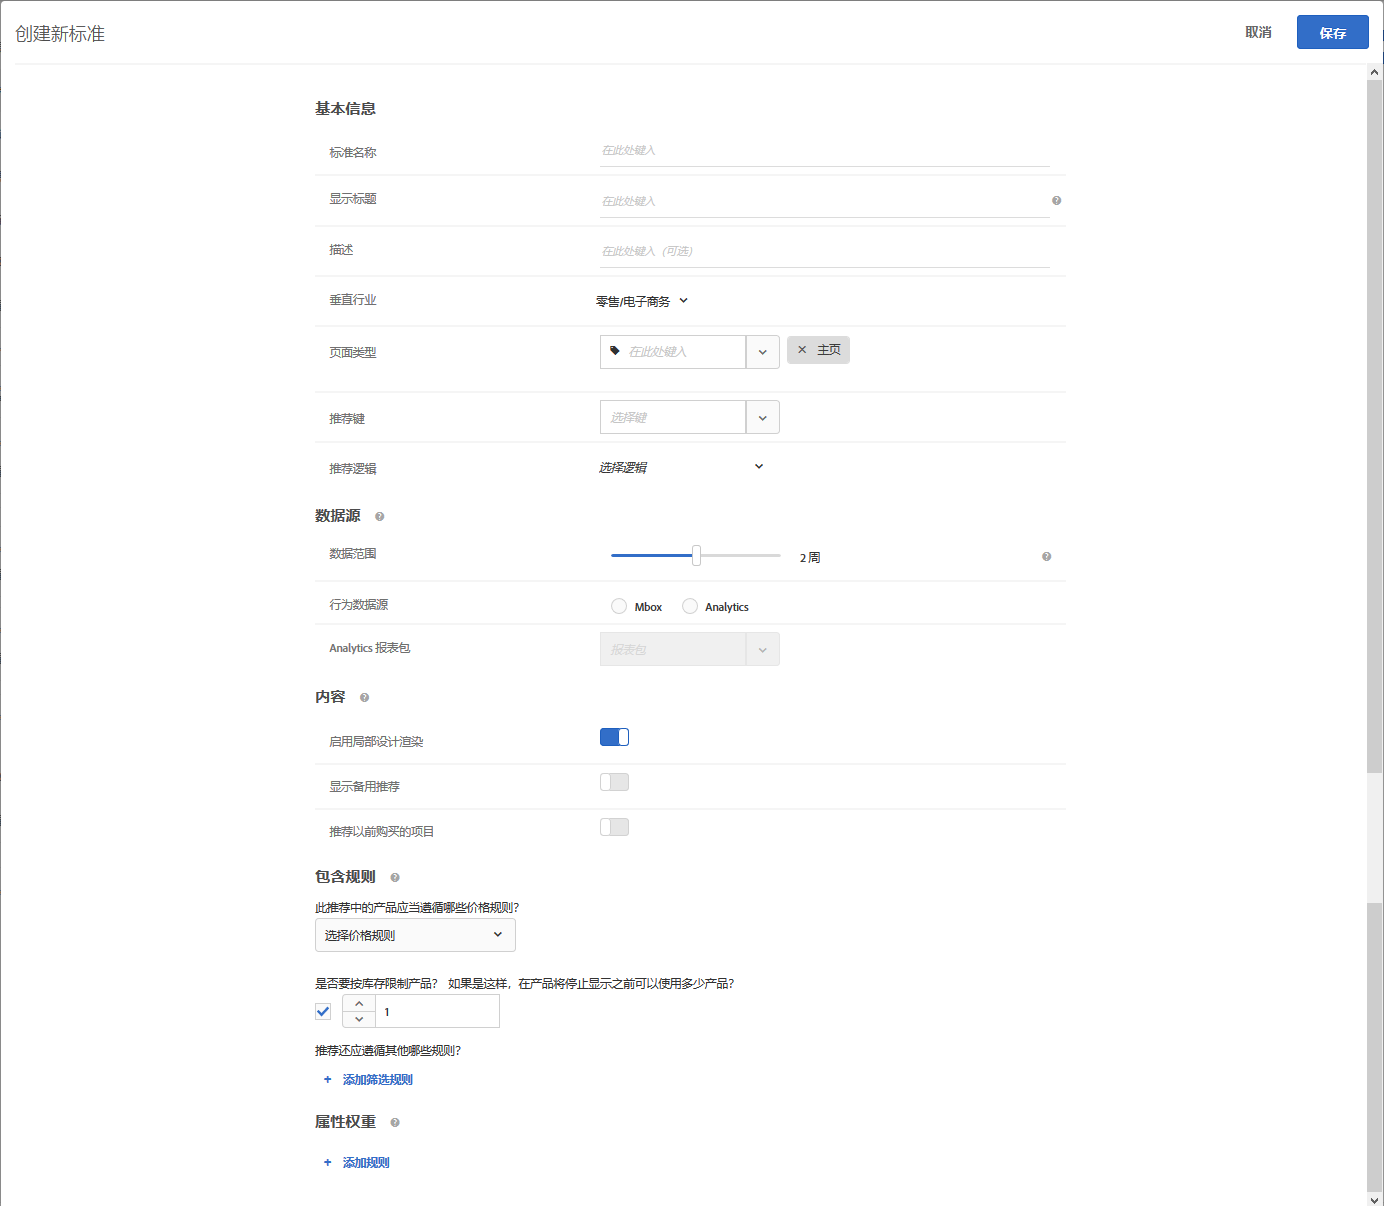 创建新标准
取消
保存
基本信息
标准名称
在此处键入
显示标题
在此处键入
描述
在此处键入（可选）
垂直行业
零售/电子商务
页面类型
在此处键入
主页
推荐键
选择键
推荐逻辑
选择逻辑
数据源
数据范围
2 周
行为数据源
Mbox
Analytics
Analytics 报表包
报表包
内容
启用局部设计渲染
显示备用推荐
推荐以前购买的项目
包含规则
此推荐中的产品应当遵循哪些价格规则？
选择价格规则
是否要按库存限制产品？ 如果是这样，在产品将停止显示之前可以使用多少产品？
1
推荐还应遵循其他哪些规则？
+ 添加筛选规则
属性权重
+ 添加规则